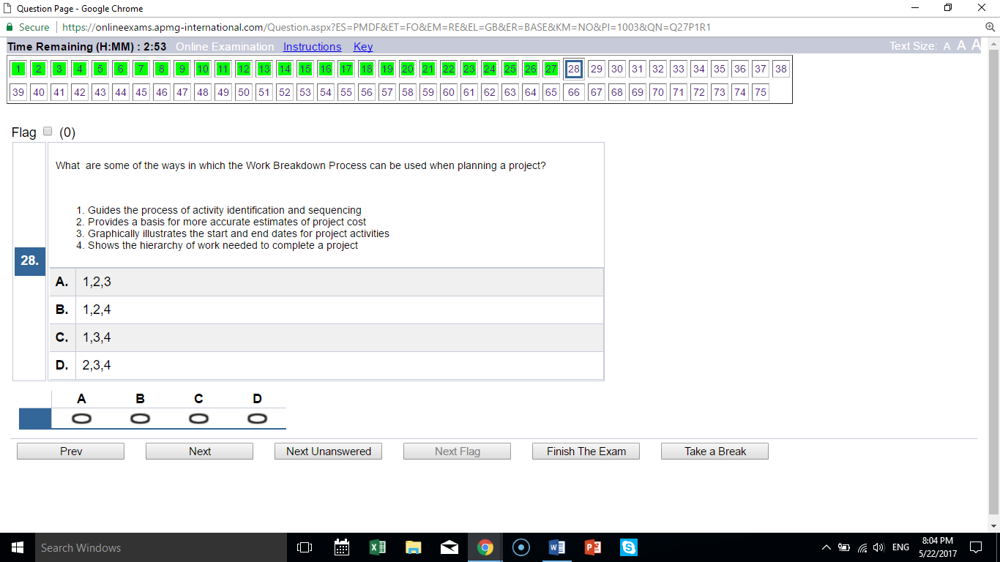 Question Page - Google Chrome
Secure https://onlineexams.apmg-international.com/Question.aspx?ES=PMDF&ET=FO&EM=RE&EL=GB&ER=BASE&KM=NO&PI=1003&QN=Q27P1R1
Time Remaining (H:MM) : 2:53 Online Examination Instructions Key Text Size: A A A
1 2 3 4 5 6 7 8 9 10 11 12 13 14 15 16 17 18 19 20 21 22 23 24 25 26 27 28 29 30 31 32 33 34 35 36 37 38
39 40 41 42 43 44 45 46 47 48 49 50 51 52 53 54 55 56 57 58 59 60 61 62 63 64 65 66 67 68 69 70 71 72 73 74 75
Flag (0)
What are some of the ways in which the Work Breakdown Process can be used when planning a project?
1. Guides the process of activity identification and sequencing
2. Provides a basis for more accurate estimates of project cost
3. Graphically illustrates the start and end dates for project activities
4. Shows the hierarchy of work needed to complete a project
28.
A. 1,2,3
B. 1,2,4
C. 1,3,4
D. 2,3,4
A B C D
Prev Next Next Unanswered Next Flag Finish The Exam Take a Break
Search Windows
ENG
8:04 PM
5/22/2017